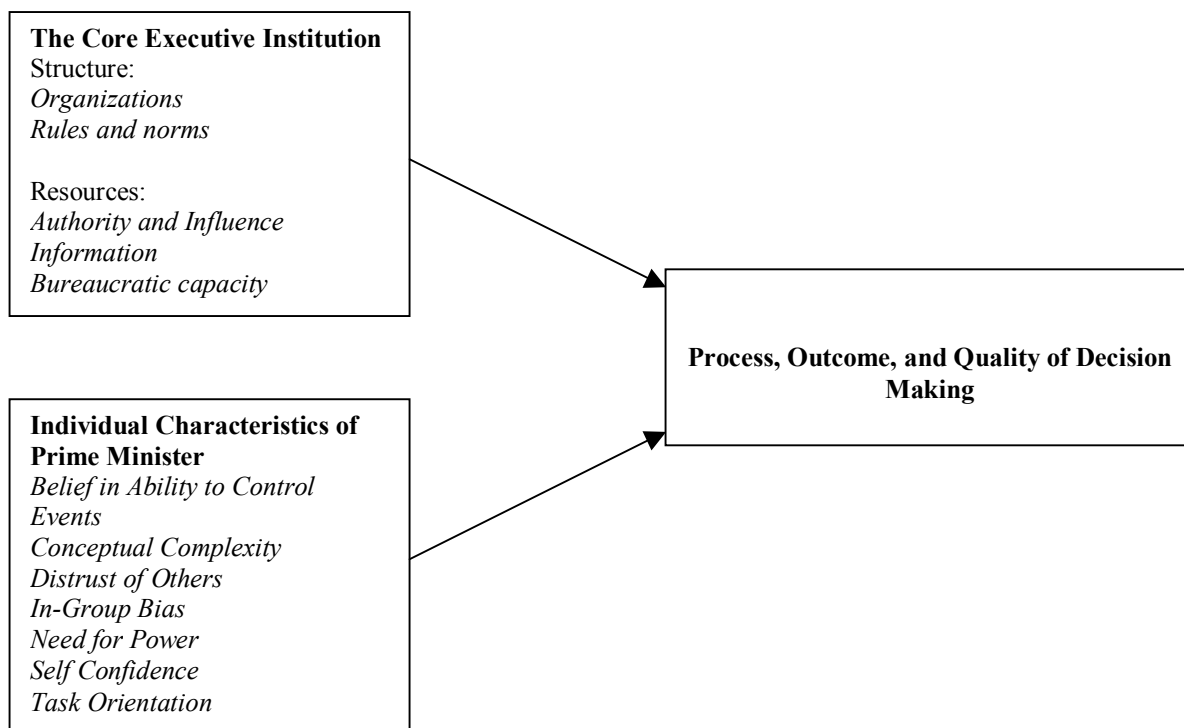 The Core Executive Institution
Structure:
Organizations
Rules and norms
Resources:
Authority and Influence
Information
Bureaucratic capacity
Process, Outcome, and Quality of Decision
Making
Individual Characteristics of
Prime Minister
Belief in Ability to Control
Events
Conceptual Complexity
Distrust of Others
In-Group Bias
Need for Power
Self Confidence
Task Orientation